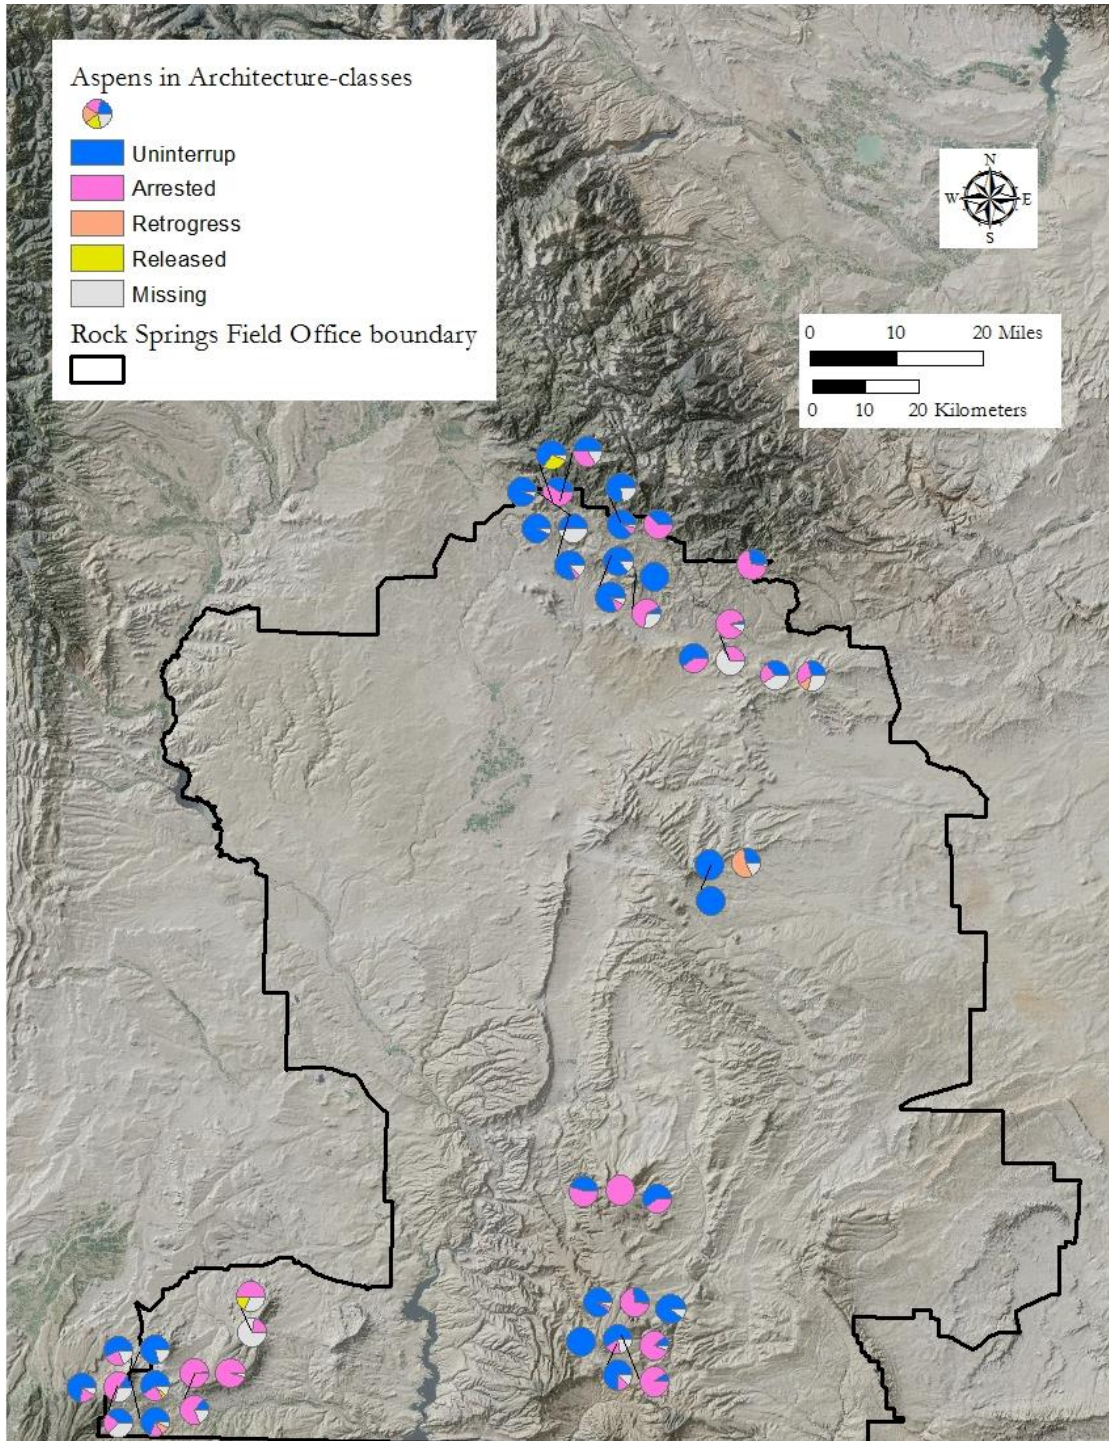 Aspens in Architecture-classes
Uninterrup
Arrested
Retrogress
Released
Missing
Rock Springs Field Office boundary
N
W E
S
0 10 20 Miles
0 10 20 Kilometers